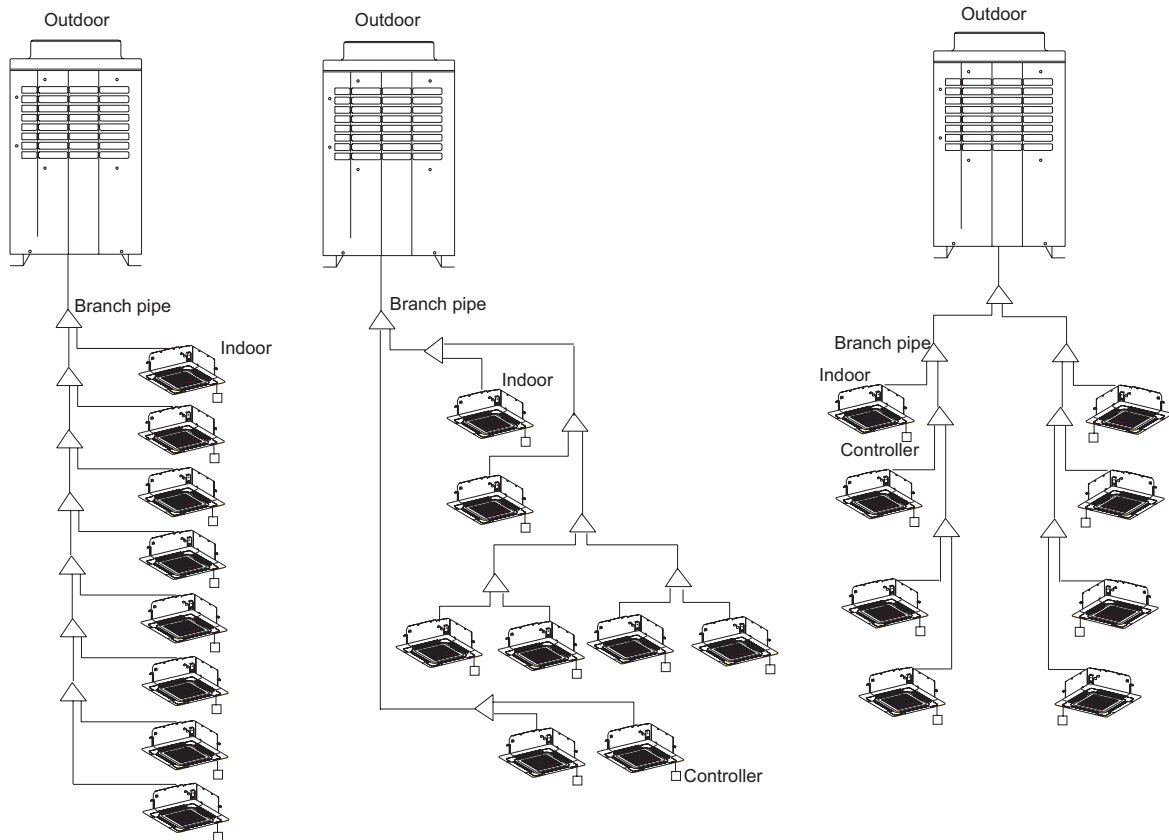 Outdoor
Outdoor
Outdoor
Branch pipe
Indoor
Branch pipe
Indoor
Controller
Branch pipe
Indoor
Controller